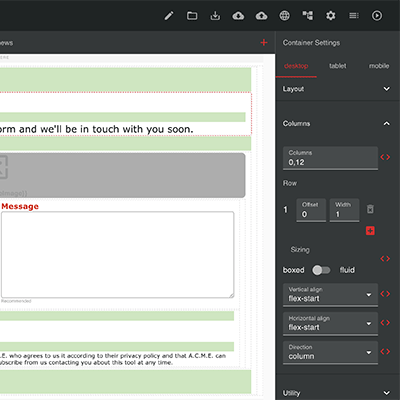 ews
Container Settings
desktop
tablet
mobile
Layout
Columns
Columns
0,12
Row
1
Offset
0
Width
1
Sizing
boxed
fluid
Vertical align
flex-start
Horizontal align
flex-start
Direction
column
Utility
orm and we'll be in touch with you soon.
Message
Recommended
.E. who agrees to us it according to their privacy policy and that A.C.M.E. can
ubscribe from us contacting you about this tool at any time.